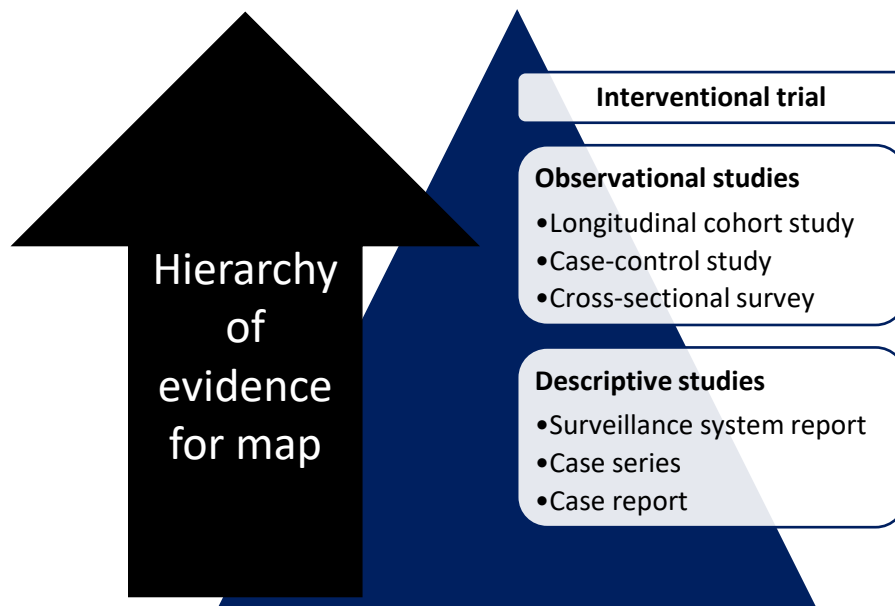 Hierarchy
of
evidence
for map
Interventional trial
Observational studies
•Longitudinal cohort study
•Case-control study
•Cross-sectional survey
Descriptive studies
•Surveillance system report
•Case series
•Case report